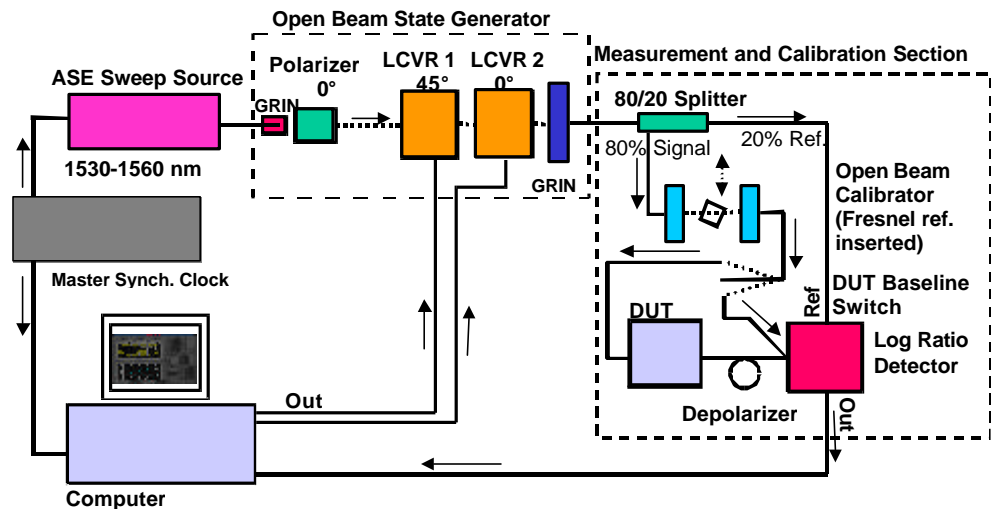 Open Beam State Generator
Measurement and Calibration Section
ASE Sweep Source
Polarizer
0°
LCVR 1
45°
LCVR 2
0°
GRIN
80/20 Splitter
1530-1560 nm
80% Signal
20% Ref.
GRIN
Open Beam
Calibrator
(Fresnel ref.
inserted)
Master Synch. Clock
DUT Baseline
Switch
Ref
DUT
Log Ratio
Detector
Out
Depolarizer
Out
Computer